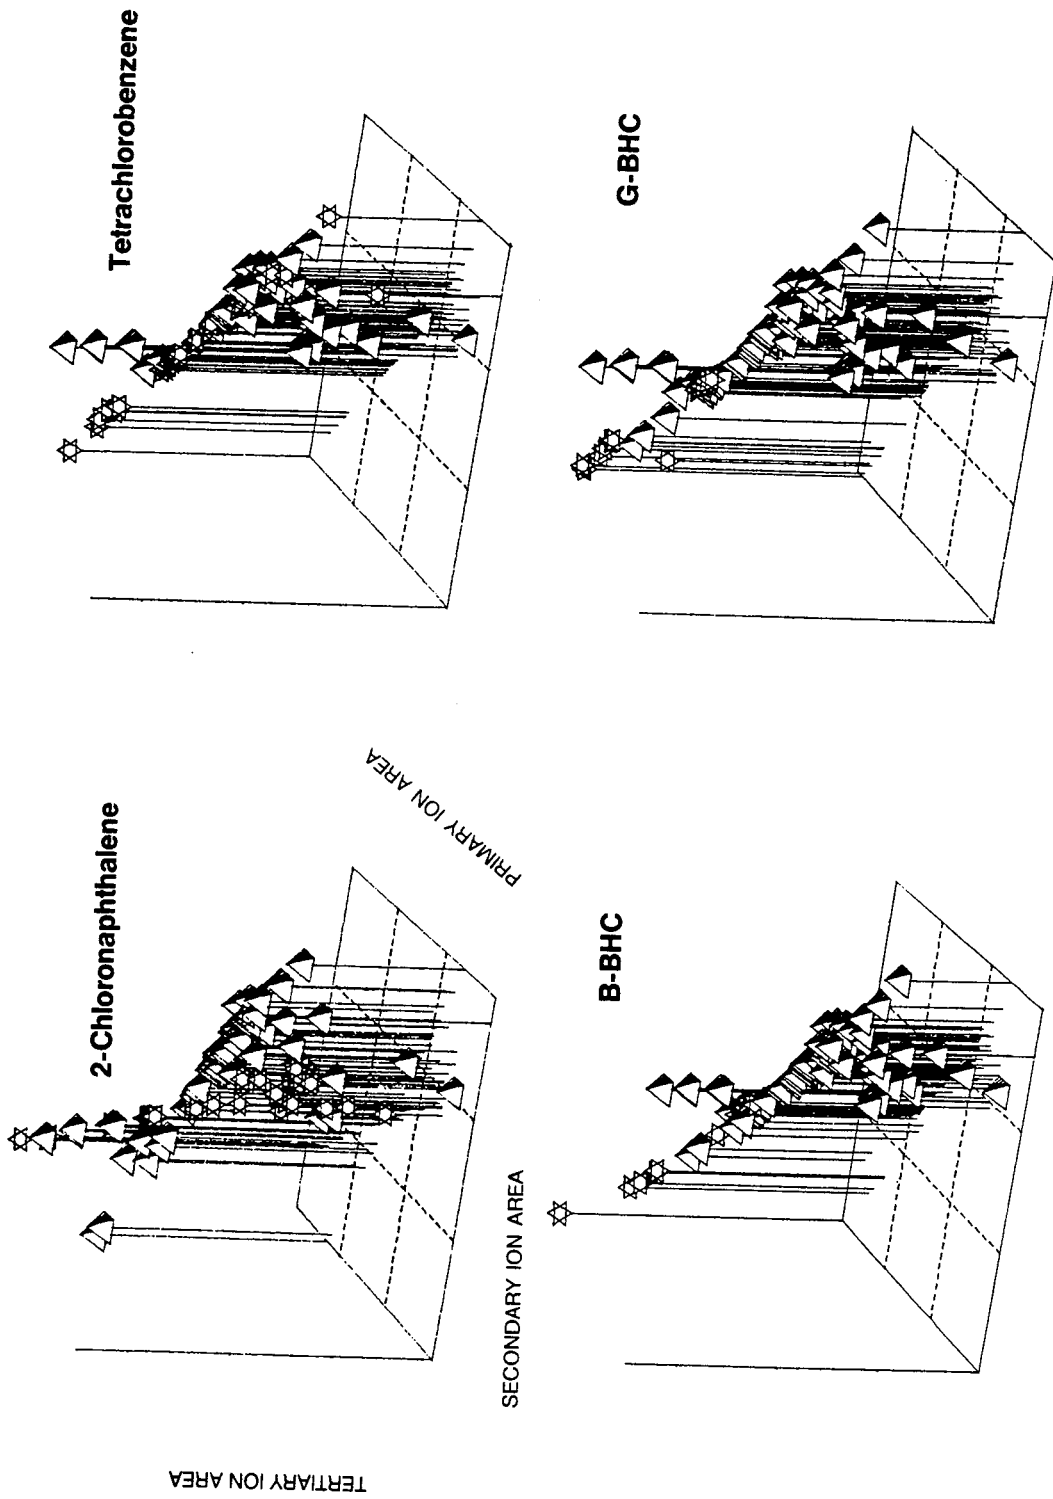 2-Chloronaphthalene
Tetrachlorobenzene
TERTIARY ION AREA
SECONDARY ION AREA
PRIMARY ION AREA
B-BHC
G-BHC